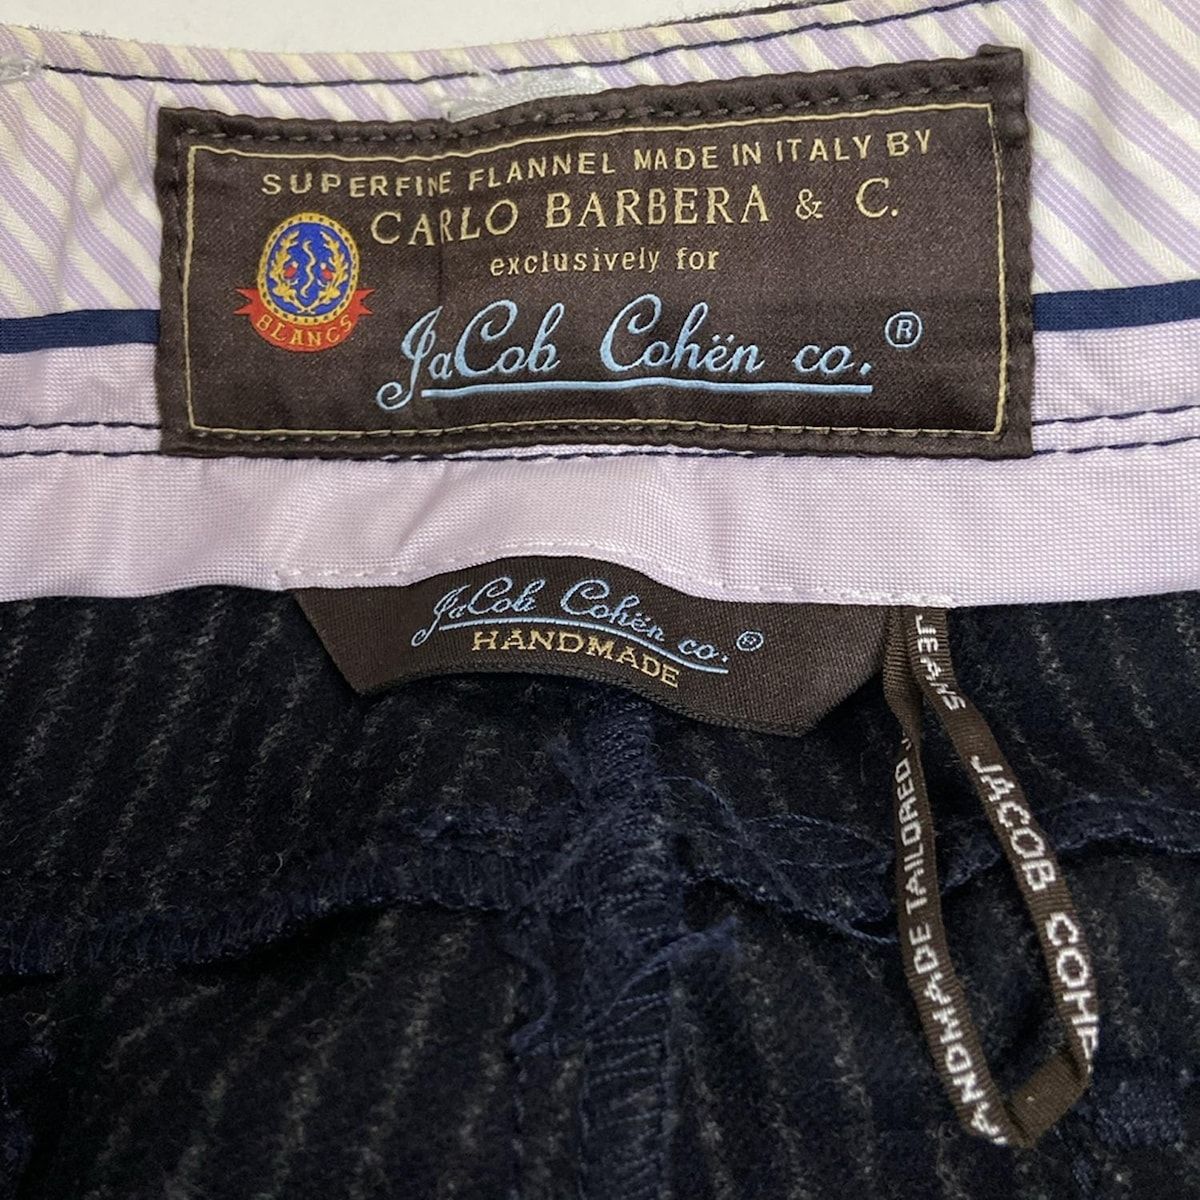 SUPERFINE FLANNEL MADE IN ITALY BY
CARLO BARBERA & C.
exclusively for
JaCob Cohën co.®
BLANCS
JaCob Cohën co.®
HANDMADE
HANDMADE TAILORED JEANS
JACOB COHEN